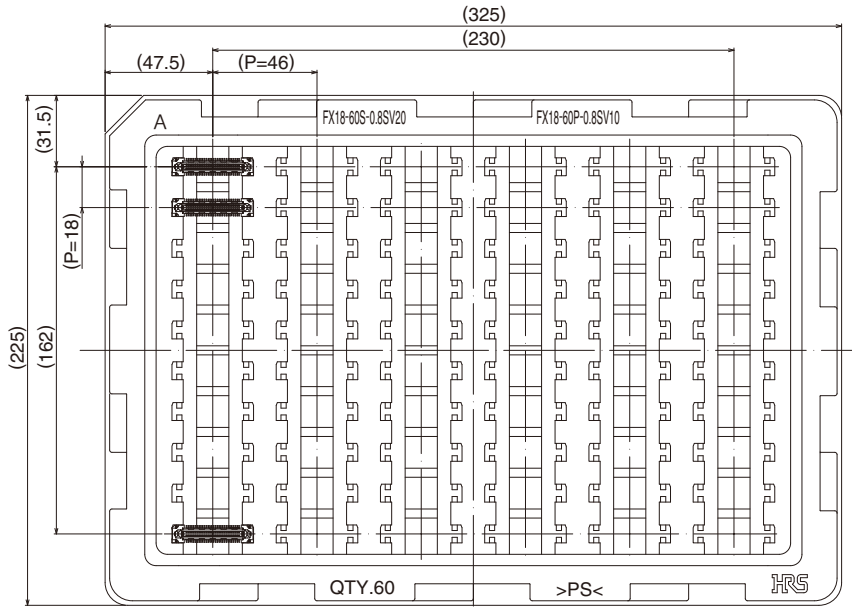 (325)
(230)
(47.5)
(P=46)
(31.5)
A
FX18-60S-0.8SV20
FX18-60P-0.8SV10
(P=18)
(162)
(225)
QTY.60
>PS<
HRS